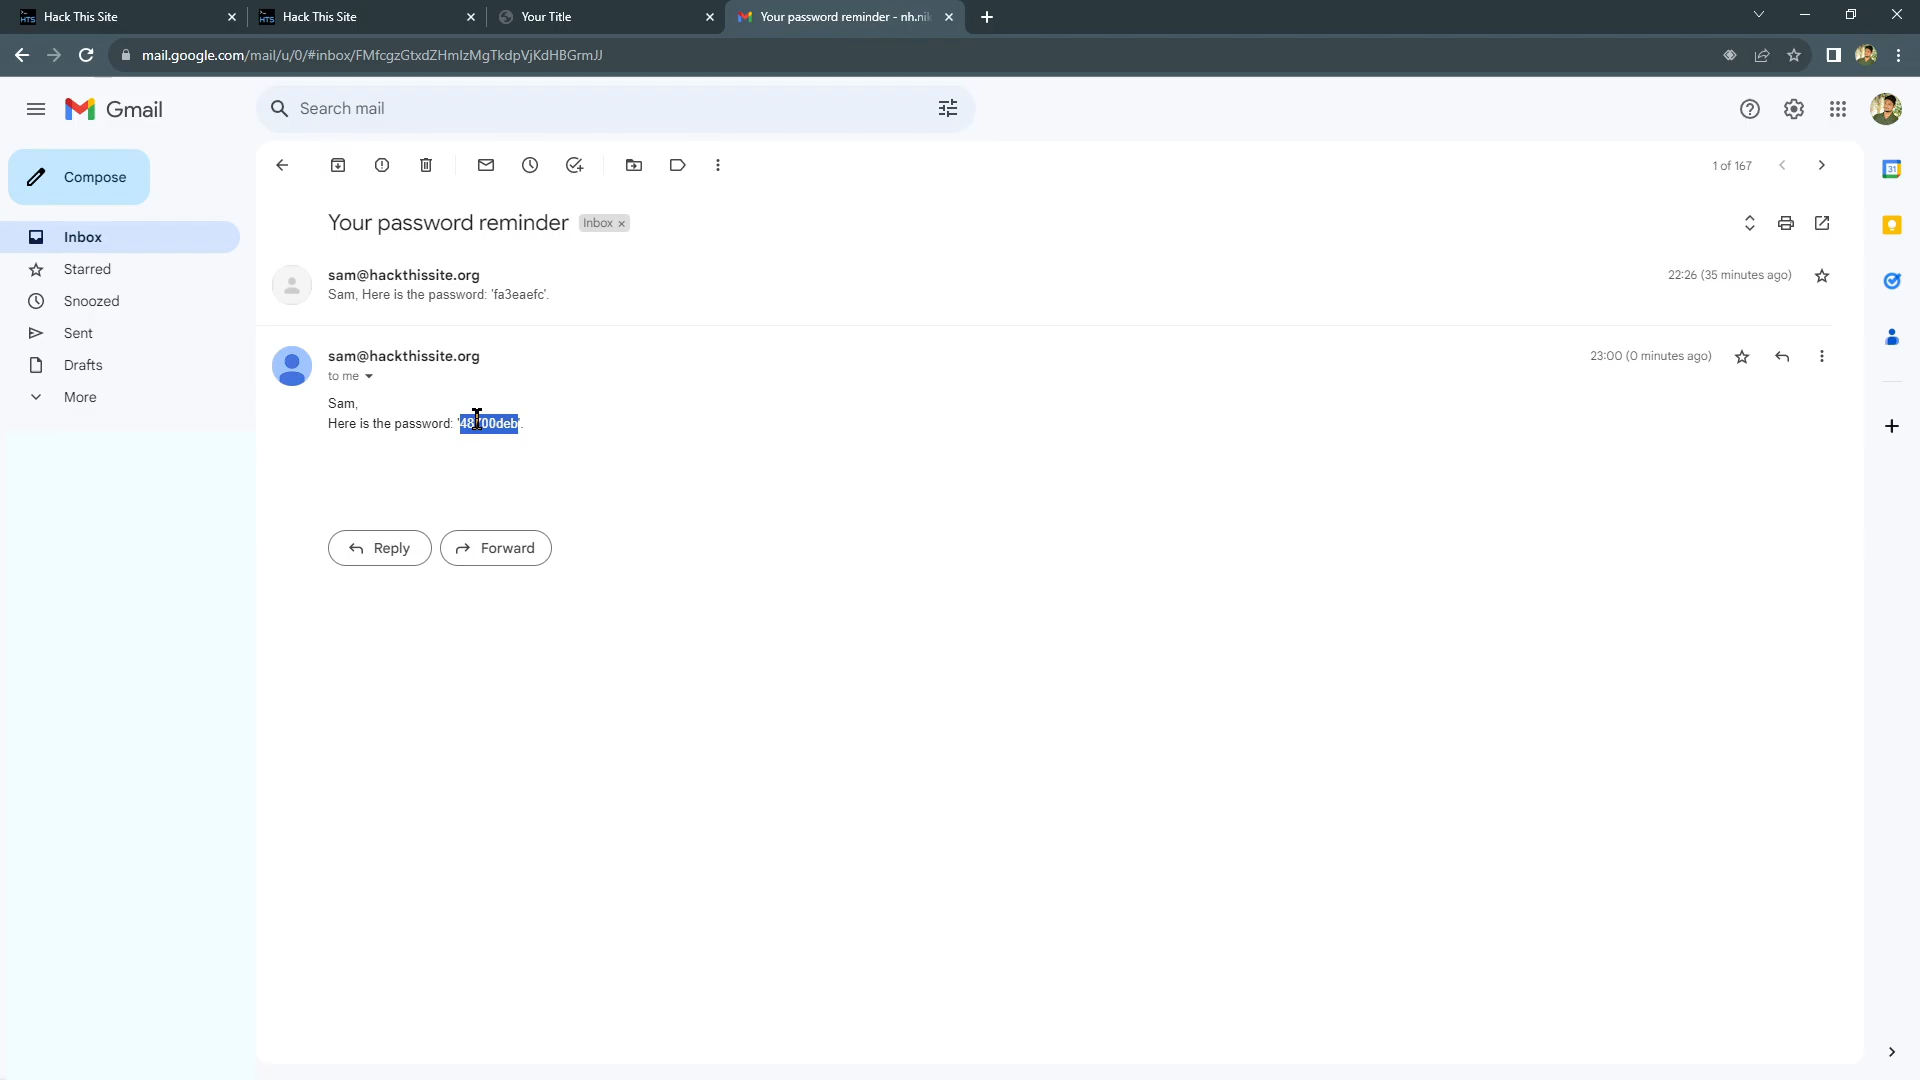 Hack This Site
Hack This Site
Your Title
Your password reminder - nh.nik
mail.google.com/mail/u/0/#inbox/FMfcgzGtxdZHmlzMgTkdpVjKdHBGrmJJ
Gmail
Search mail
Compose
1 of 167
Inbox
Starred
Snoozed
Sent
Drafts
More
Your password reminder Inbox ×
sam@hackthissite.org 22:26 (35 minutes ago)
Sam, Here is the password: 'fa3eaefc'.
sam@hackthissite.org 23:00 (0 minutes ago)
to me
Sam,
Here is the password:
Reply Forward
31